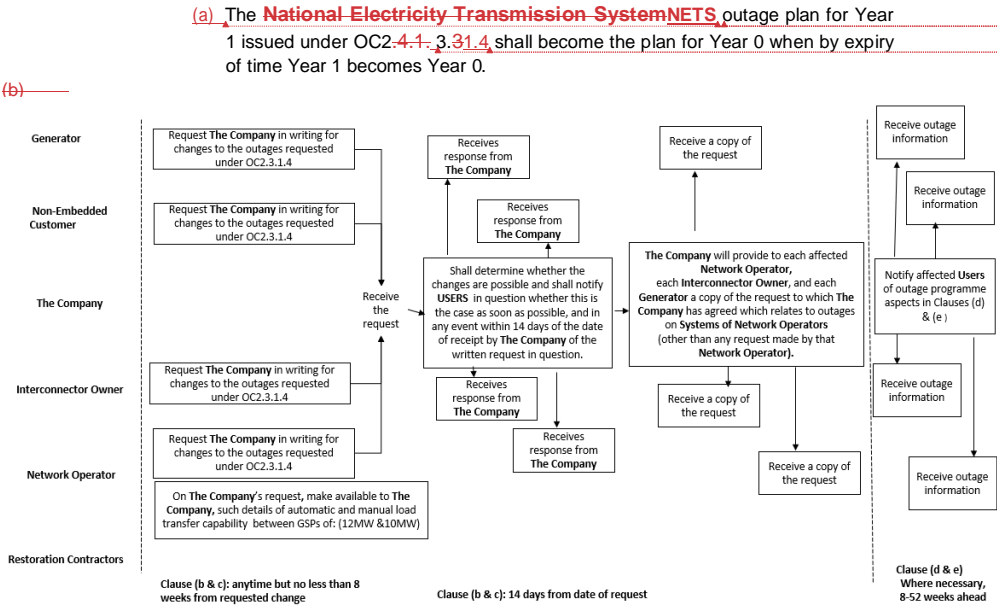 (a) The National Electricity Transmission SystemNETS outage plan for Year
1 issued under OC2.4.1. 3.31.4 shall become the plan for Year 0 when by expiry
of time Year 1 becomes Year 0.
(b)
Generator
Request The Company in writing for
changes to the outages requested
under OC2.3.1.4
Receives
response from
The Company
Receive a copy of
the request
Receive outage
information
Non-Embedded
Customer
Request The Company in writing for
changes to the outages requested
under OC2.3.1.4
Receives
response from
The Company
Receive outage
information
The Company
Receive
the
request
Shall determine whether the
changes are possible and shall notify
USERS in question whether this is
the case as soon as possible, and in
any event within 14 days of the date
of receipt by The Company of the
written request in question.
The Company will provide to each affected
Network Operator,
each Interconnector Owner, and each
Generator a copy of the request to which The
Company has agreed which relates to outages
on Systems of Network Operators
(other than any request made by that
Network Operator).
Notify affected Users
of outage programme
aspects in Clauses (d)
& (e )
Interconnector Owner
Request The Company in writing for
changes to the outages requested
under OC2.3.1.4
Receives
response from
The Company
Receive a copy of
the request
Receive outage
information
Network Operator
Request The Company in writing for
changes to the outages requested
under OC2.3.1.4
On The Company's request, make available to The
Company, such details of automatic and manual load
transfer capability between GSPs of: (12MW &10MW)
Receives
response from
The Company
Receive a copy of
the request
Receive outage
information
Restoration Contractors
Clause (b & c): anytime but no less than 8
weeks from requested change
Clause (b & c): 14 days from date of request
Clause (d & e)
Where necessary,
8-52 weeks ahead